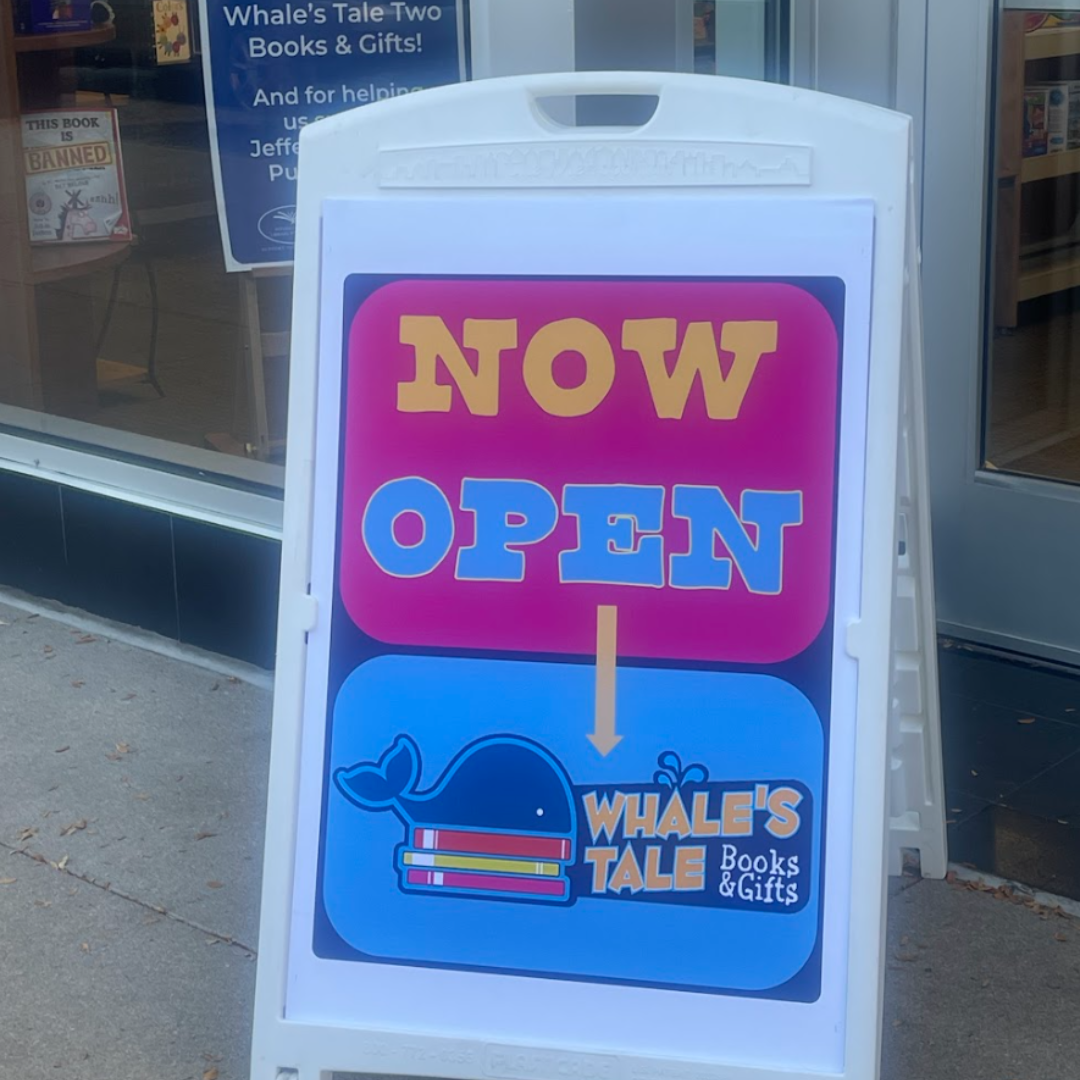 Whale's Tale Two
Books & Gifts!
And for helping
us
Jeffe
Pu
THIS BOOK
IS
BANNED
NOW
OPEN
WHALE'S
TALE
Books
&Gifts